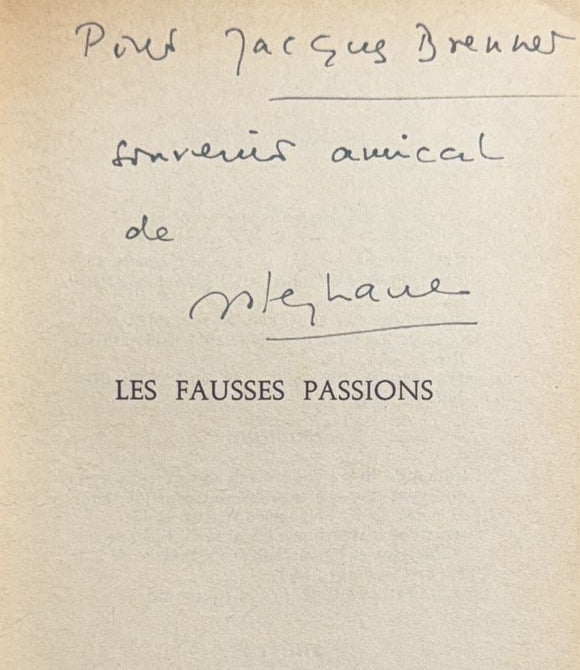 Pour Jacques Brenner
souvenir amical
de
Stephane
LES FAUSSES PASSIONS